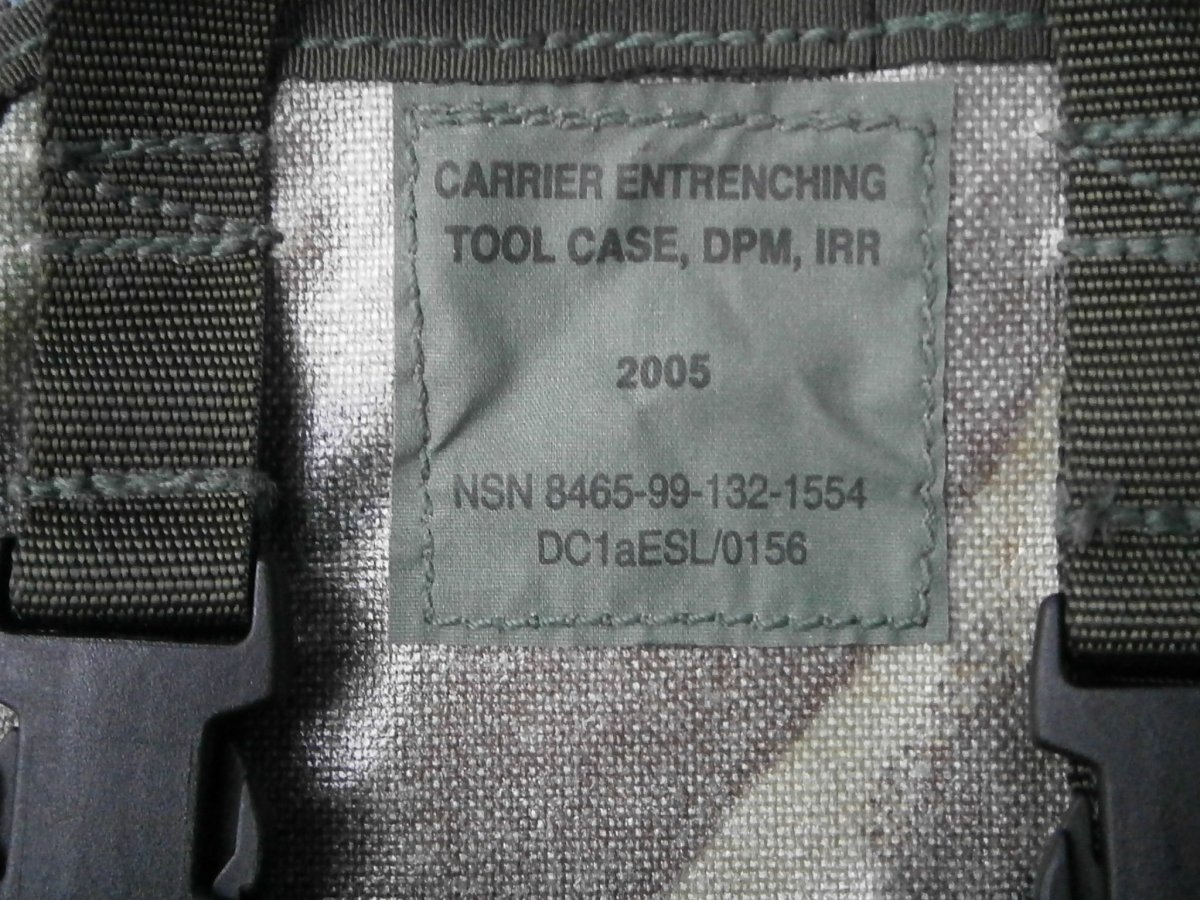 CARRIER ENTRENCHING
TOOL CASE, DPM, IRR
2005
NSN 8465-99-132-1554
DC1aESL/0156